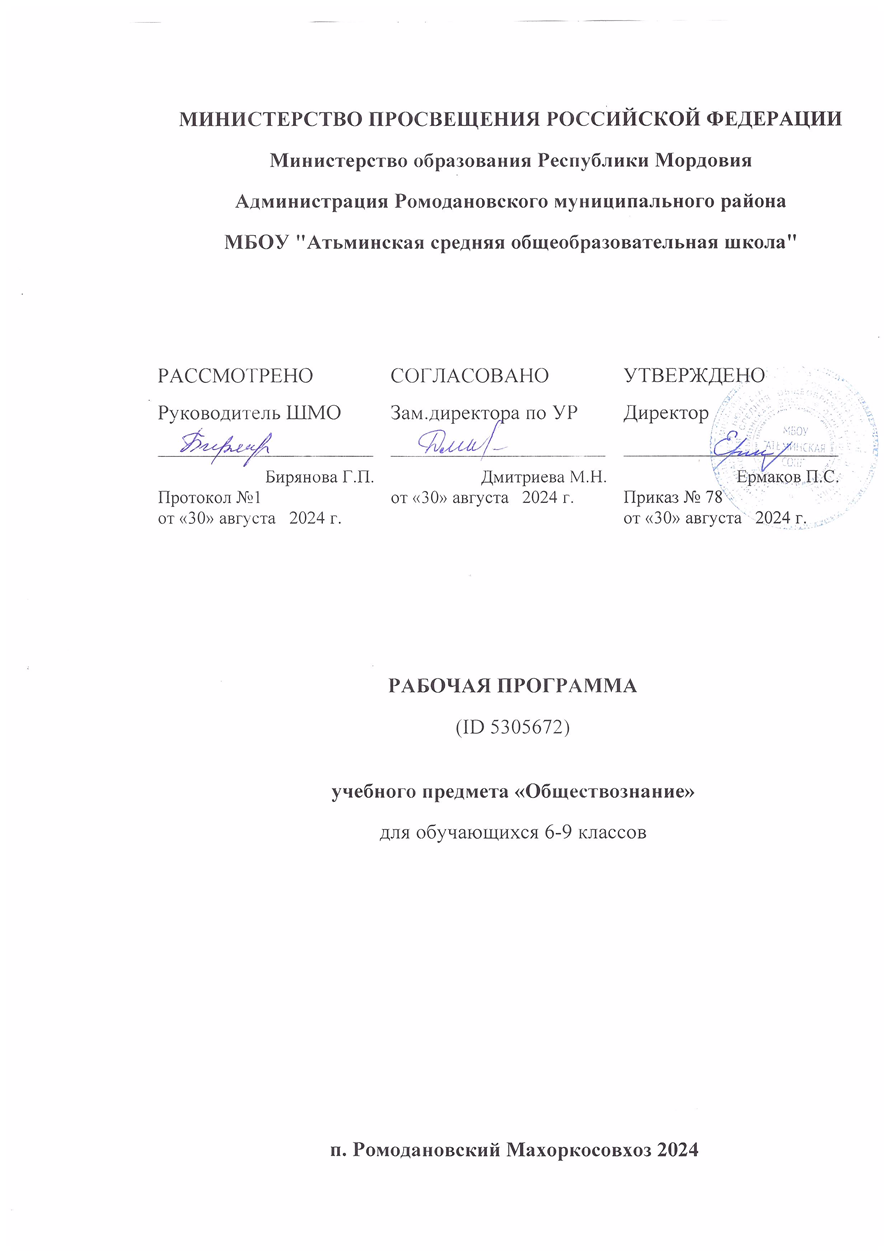 МИНИСТЕРСТВО ПРОСВЕЩЕНИЯ РОССИЙСКОЙ ФЕДЕРАЦИИ
Министерство образования Республики Мордовия
Администрация Ромодановского муниципального района
МБОУ "Атьминская средняя общеобразовательная школа"
РАССМОТРЕНО
Руководитель ШМО
Бирянова Г.П.
Протокол №1
от «30» августа 2024 г.
СОГЛАСОВАНО
Зам.директора по УР
Дмитриева М.Н.
от «30» августа 2024 г.
УТВЕРЖДЕНО
Директор
МБОУ
"АТЬМИНСКАЯ
СОШ"
Ермаков П.С.
Приказ № 78
от «30» августа 2024 г.
РАБОЧАЯ ПРОГРАММА
(ID 5305672)
учебного предмета «Обществознание»
для обучающихся 6-9 классов
п. Ромодановский Махоркосовхоз 2024